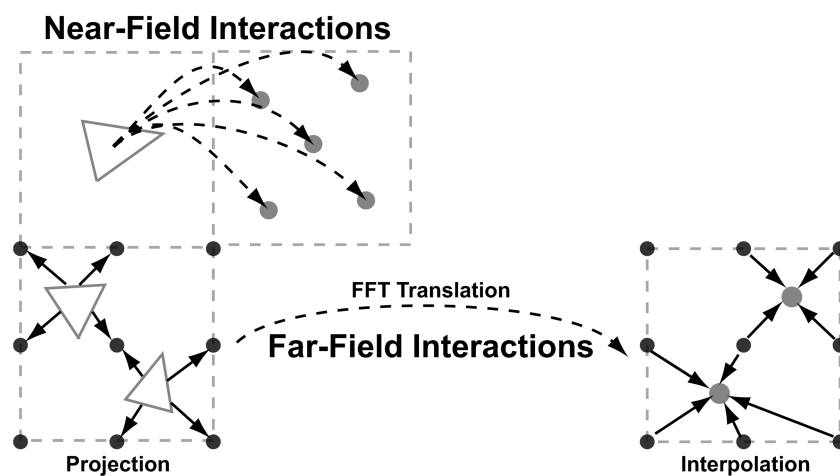 Near-Field Interactions
FFT Translation
Far-Field Interactions
Projection
Interpolation